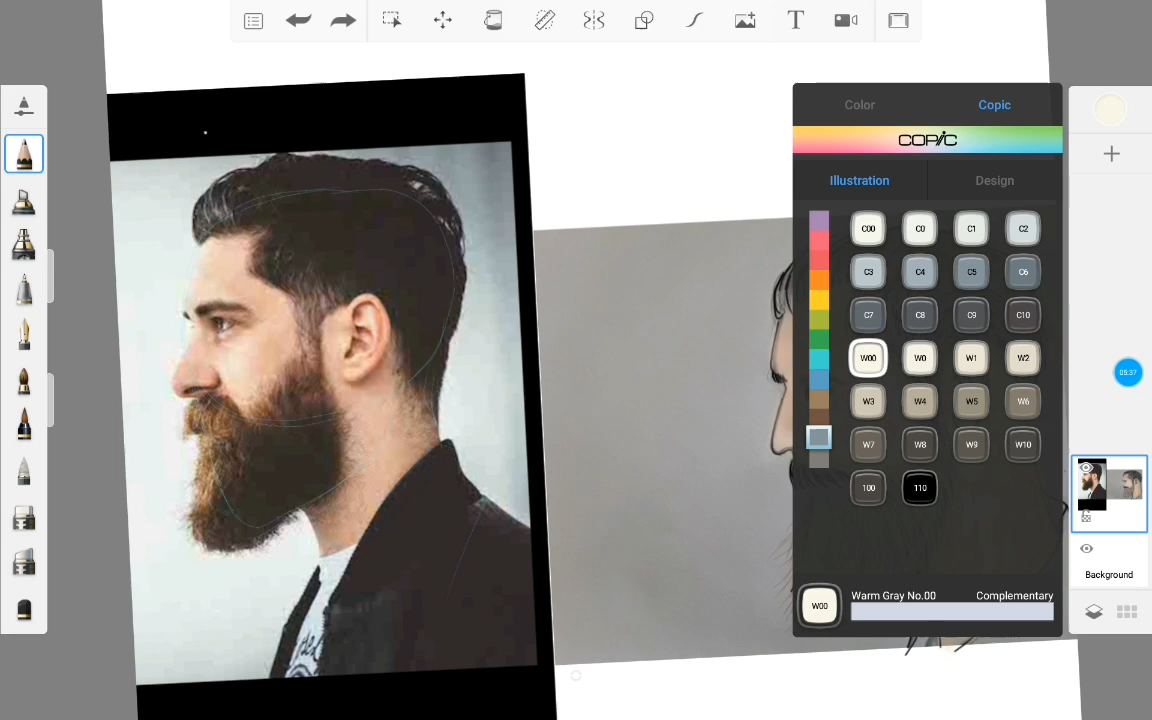 T
Color Copic
COPIC
Illustration Design
C00 C0 C1 C2
C3 C4 C5 C6
C7 C8 C9 C10
W00 W0 W1 W2
W3 W4 W5 W6
W7 W8 W9 W10
100 110
W00 Warm Gray No.00 Complementary
05:37
Background